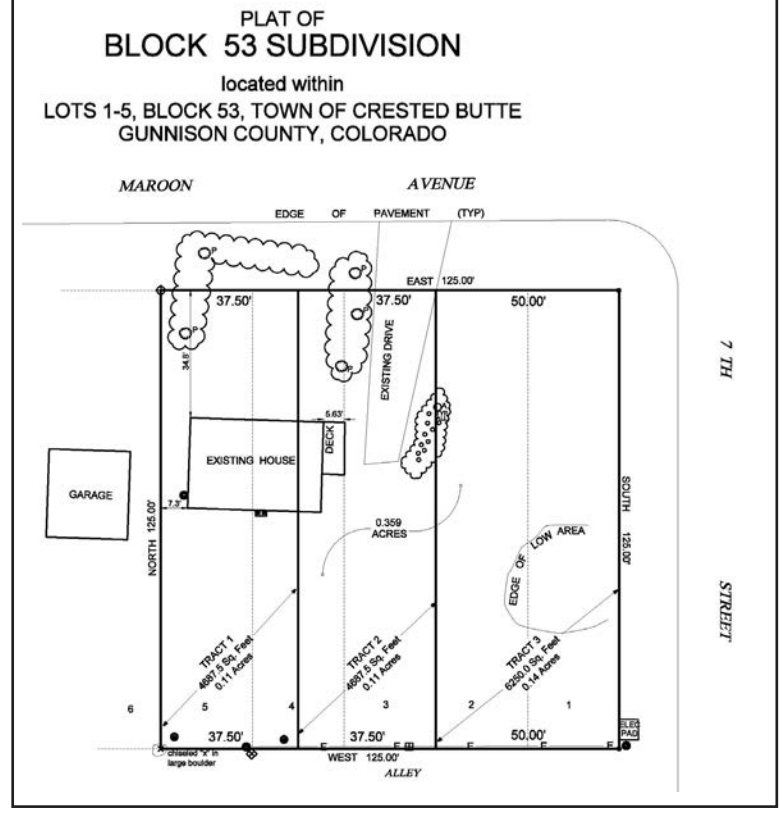 PLAT OF
BLOCK 53 SUBDIVISION
located within
LOTS 1-5, BLOCK 53, TOWN OF CRESTED BUTTE
GUNNISON COUNTY, COLORADO
MAROON AVENUE
EDGE OF PAVEMENT (TYP)
EAST 125.00'
37.50' 37.50' 50.00'
P
P
P
P
P
34.8'
EXISTING DRIVE
7 TH
5.63'
DECK
EXISTING HOUSE
GARAGE
7.3'
NORTH 125.00'
0.359
ACRES
SOUTH 125.00'
EDGE OF LOW AREA
STREET
TRACT 1
4687.5 Sq. Feet
0.11 Acres
TRACT 2
4687.5 Sq. Feet
0.11 Acres
TRACT 3
6250.0 Sq. Feet
0.14 Acres
6 5 4 3 2 1
37.50' 37.50' 50.00'
ELEC
PAD
E E E E E
chiseled "x" in
large boulder
WEST 125.00'
ALLEY